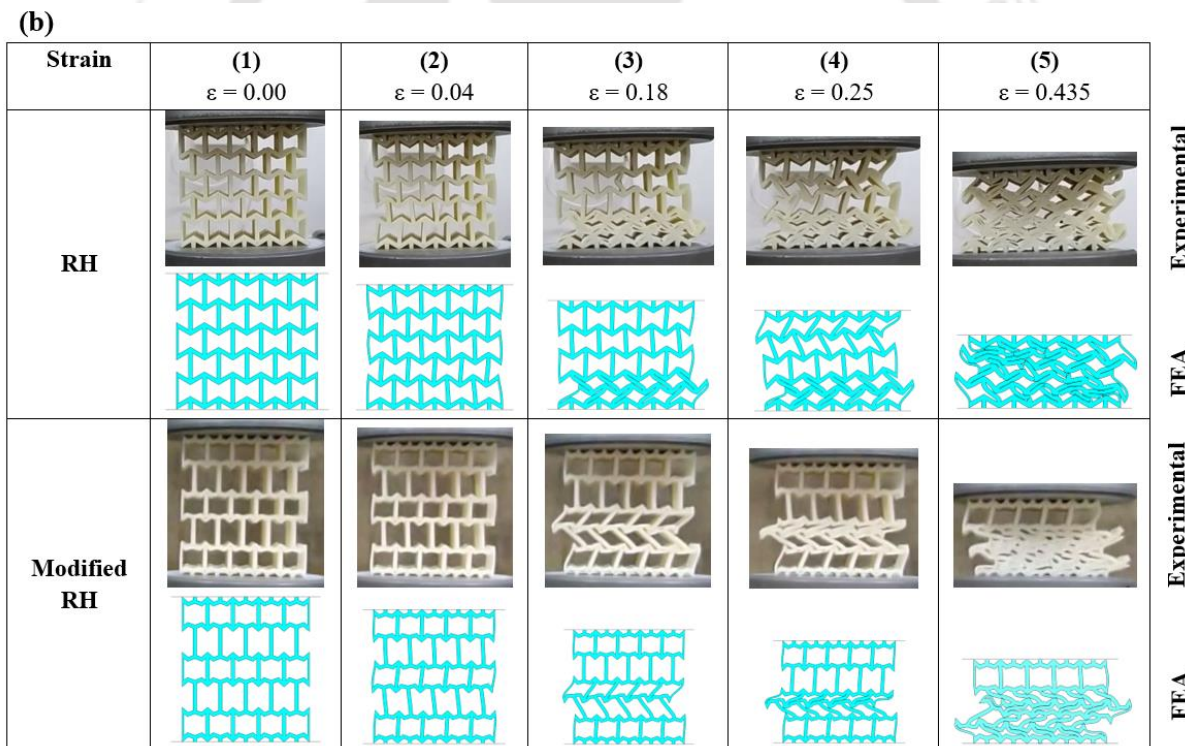 (b)
Strain (1) (2) (3) (4) (5)
ε = 0.00 ε = 0.04 ε = 0.18 ε = 0.25 ε = 0.435
RH
Experimental
FEA
Modified
RH
Experimental
FEA